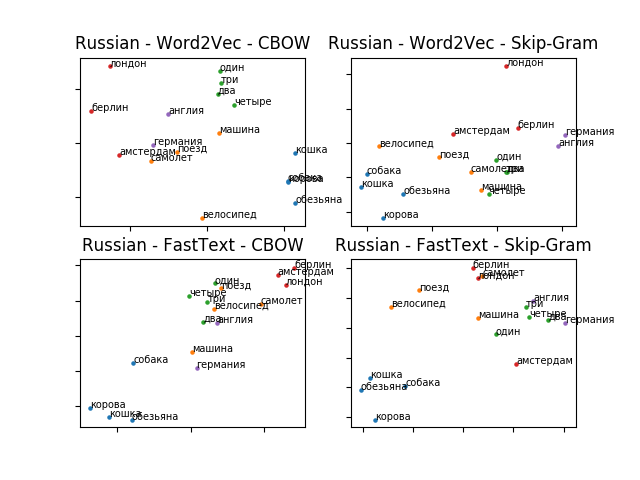 Russian - Word2Vec - CBOW
лондон
один
три
два
четыре
берлин
англия
машина
германия
амстердам
поезд
самолет
кошка
собака
корова
обезьяна
велосипед
Russian - Word2Vec - Skip-Gram
лондон
берлин
амстердам
германия
англия
велосипед
поезд
один
собака
самолет
три
два
кошка
обезьяна
машина
четыре
корова
Russian - FastText - CBOW
берлин
амстердам
лондон
один
поезд
четыре
три
самолет
велосипед
два
англия
машина
собака
германия
корова
кошка
обезьяна
Russian - FastText - Skip-Gram
берлин
самолет
лондон
поезд
англия
велосипед
три
машина
четыре
два
германия
один
амстердам
кошка
собака
обезьяна
корова